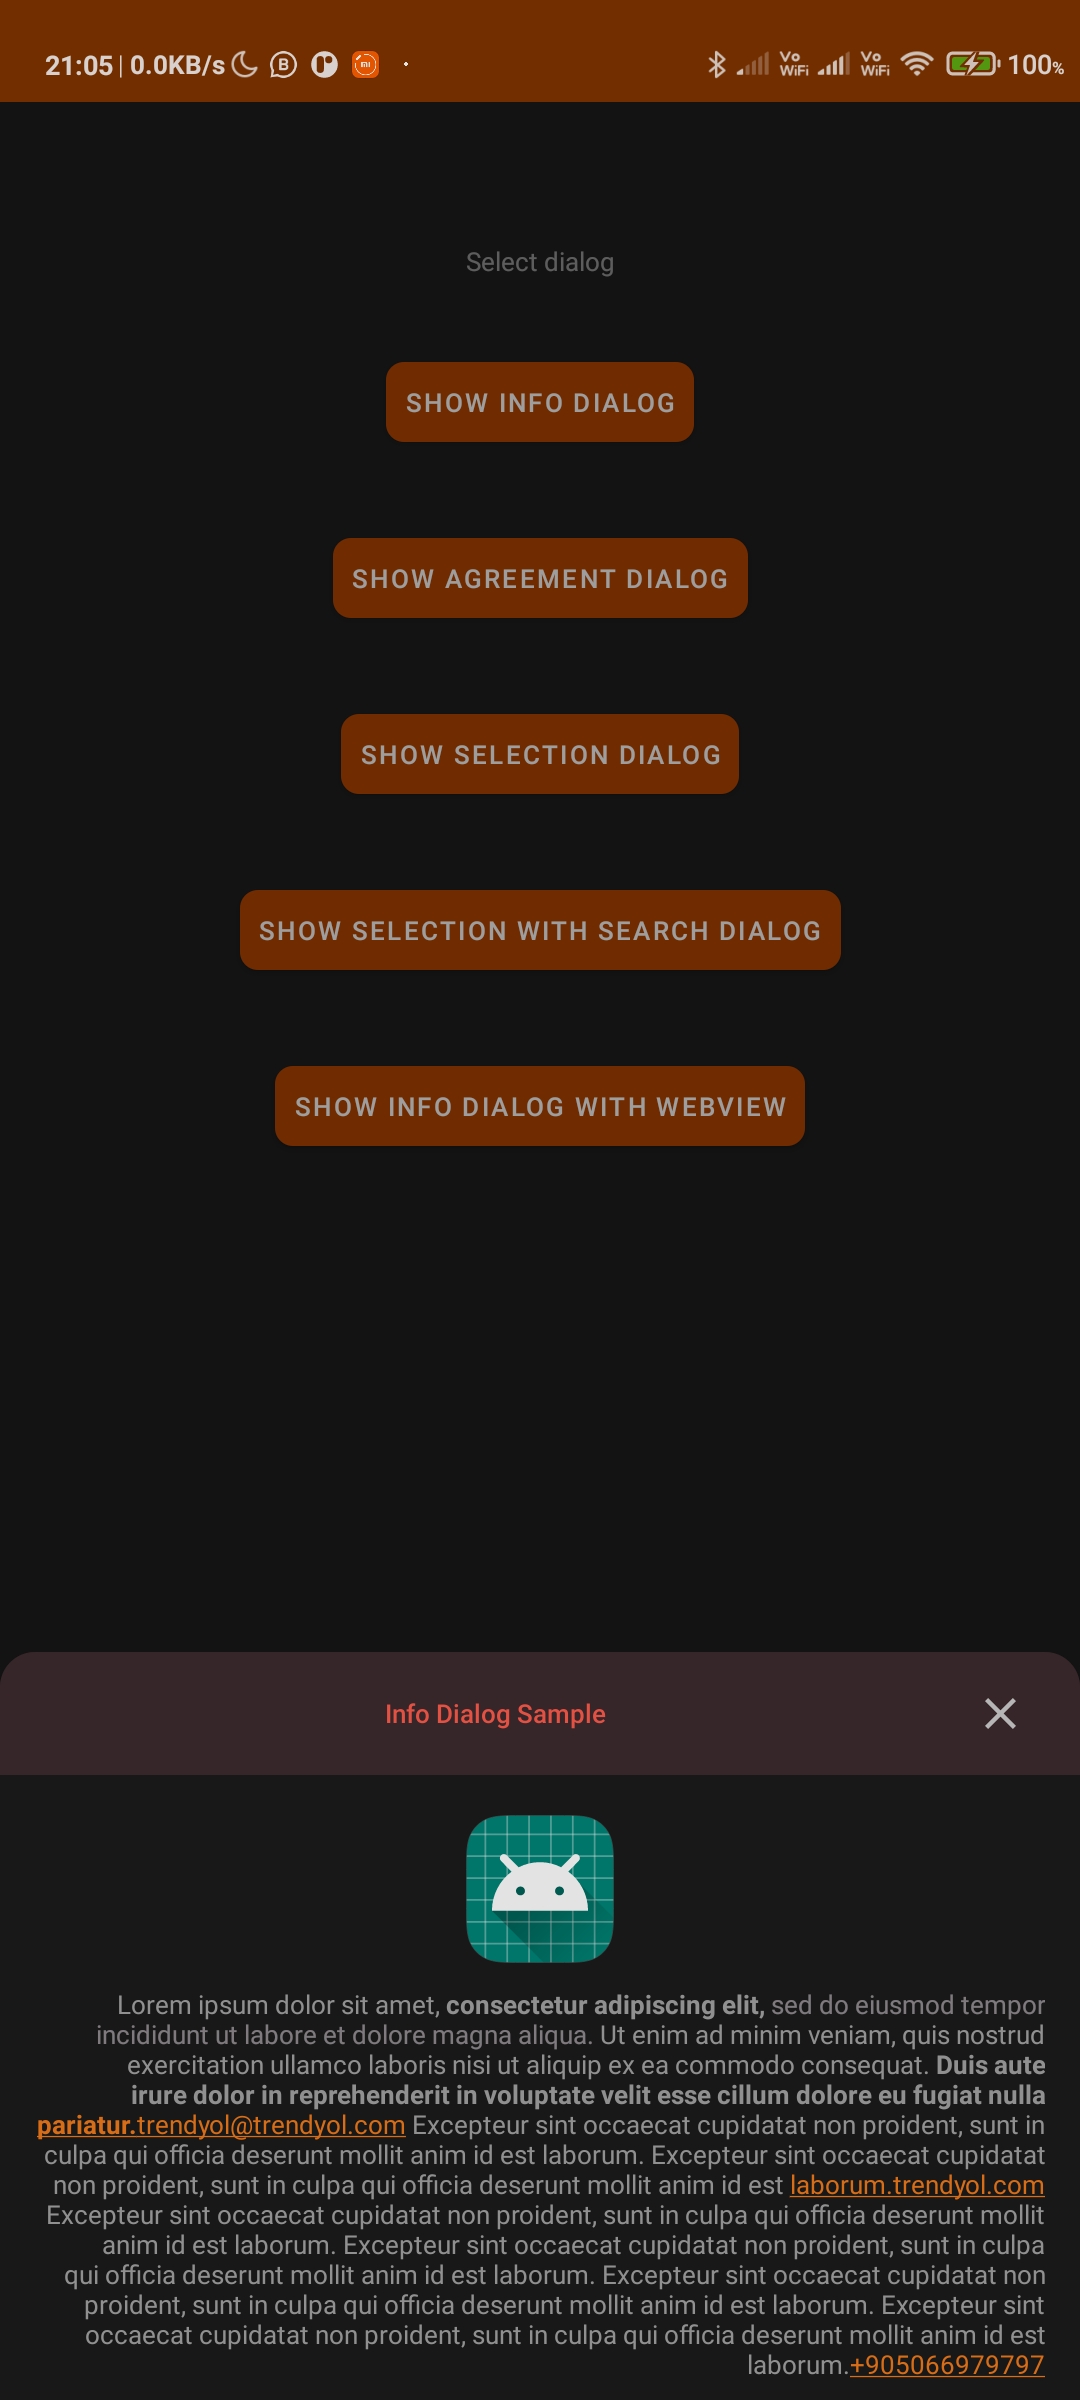 21:05 | 0.0KB/s B mi Vo WiFi Vo WiFi 100%
Select dialog
SHOW INFO DIALOG
SHOW AGREEMENT DIALOG
SHOW SELECTION DIALOG
SHOW SELECTION WITH SEARCH DIALOG
SHOW INFO DIALOG WITH WEBVIEW
Info Dialog Sample
Lorem ipsum dolor sit amet, consectetur adipiscing elit, sed do eiusmod tempor
incididunt ut labore et dolore magna aliqua. Ut enim ad minim veniam, quis nostrud
exercitation ullamco laboris nisi ut aliquip ex ea commodo consequat. Duis aute
irure dolor in reprehenderit in voluptate velit esse cillum dolore eu fugiat nulla
pariatur.trendyol@trendyol.com Excepteur sint occaecat cupidatat non proident, sunt in
culpa qui officia deserunt mollit anim id est laborum. Excepteur sint occaecat cupidatat
non proident, sunt in culpa qui officia deserunt mollit anim id est laborum.trendyol.com
Excepteur sint occaecat cupidatat non proident, sunt in culpa qui officia deserunt mollit
anim id est laborum. Excepteur sint occaecat cupidatat non proident, sunt in culpa
qui officia deserunt mollit anim id est laborum. Excepteur sint occaecat cupidatat non
proident, sunt in culpa qui officia deserunt mollit anim id est laborum. Excepteur sint
occaecat cupidatat non proident, sunt in culpa qui officia deserunt mollit anim id est
laborum.+905066979797